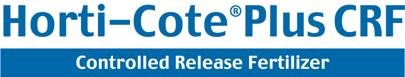 Horti-Cote®Plus CRF
Controlled Release Fertilizer